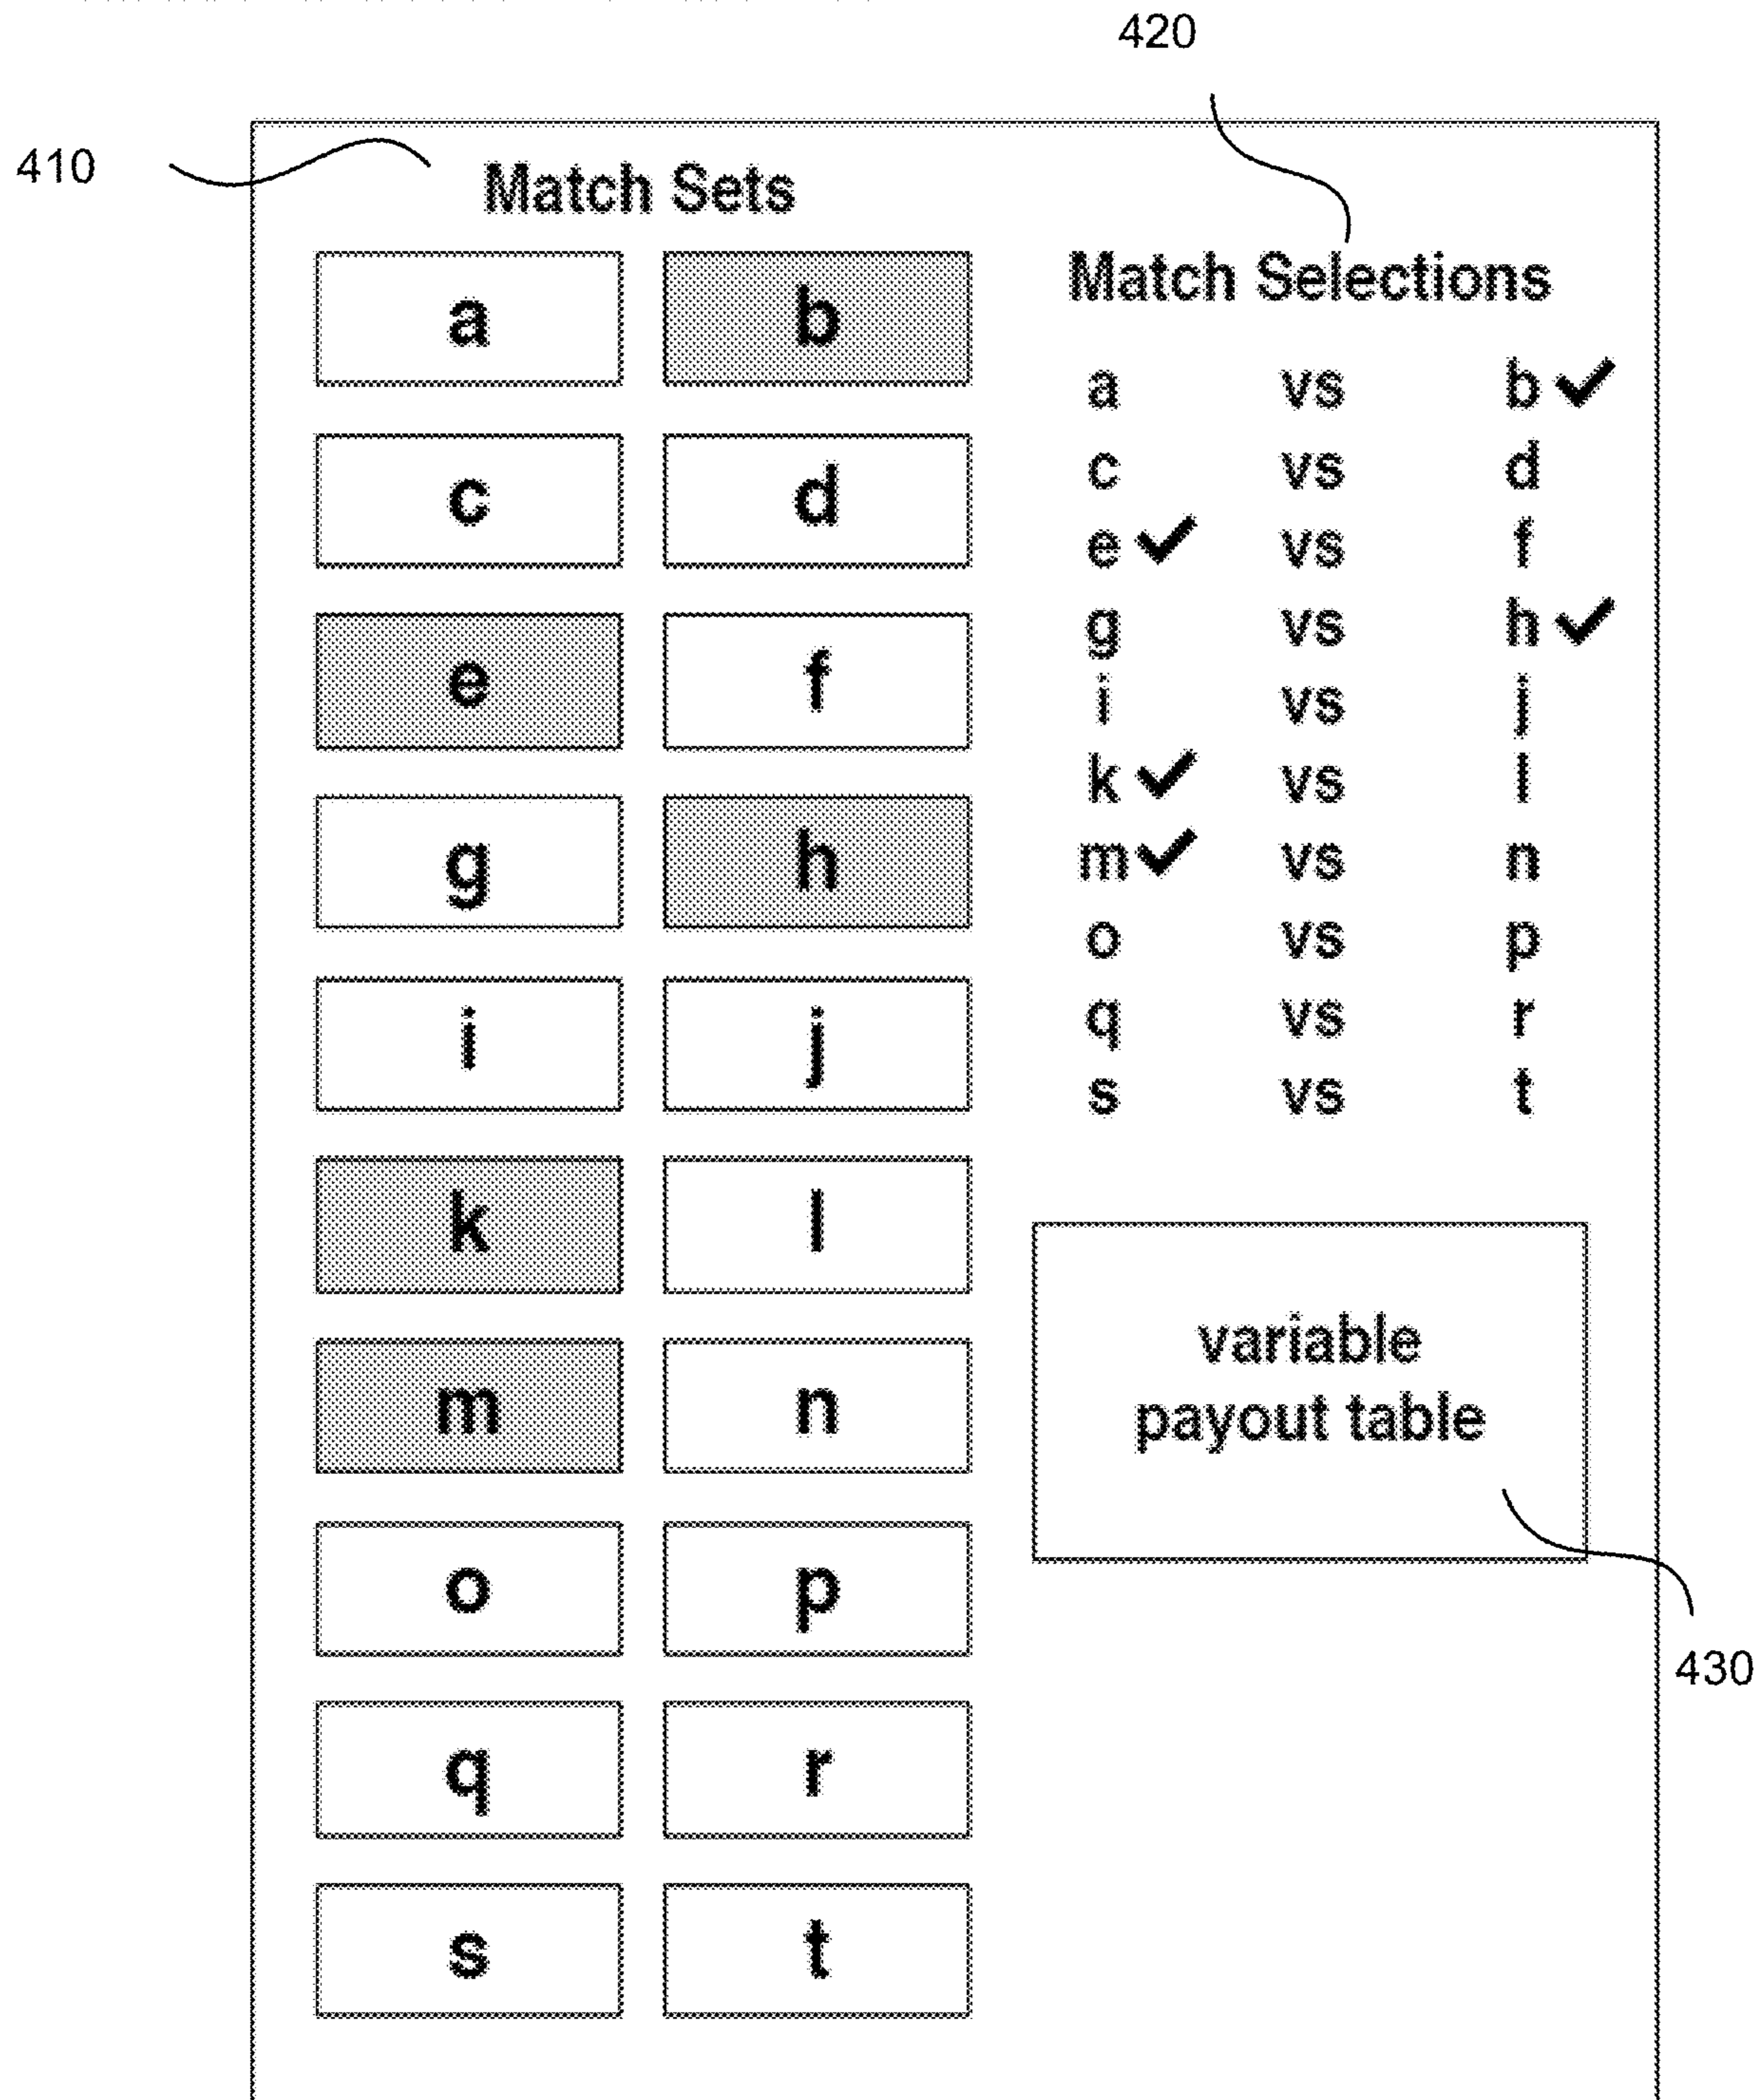 420
410
Match Sets
a b
c d
e f
g h
i j
k l
m n
o p
q r
s t
Match Selections
a vs b ✓
c vs d
e ✓ vs f
g vs h ✓
i vs j
k ✓ vs l
m ✓ vs n
o vs p
q vs r
s vs t
variable
payout table
430